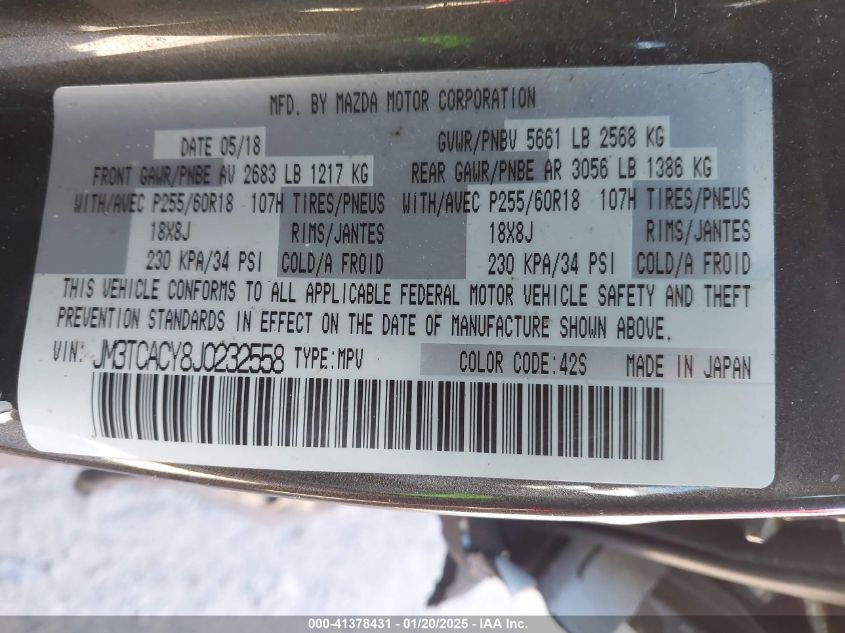 MFD. BY MAZDA MOTOR CORPORATION
DATE 05/18 GVWR/PNBV 5661 LB 2568 KG
FRONT GAWR/PNBE AV 2683 LB 1217 KG REAR GAWR/PNBE AR 3056 LB 1386 KG
WITH/AVEC P255/60R18 107H TIRES/PNEUS WITH/AVEC P255/60R18 107H TIRES/PNEUS
18X8J RIMS/JANTES 18X8J RIMS/JANTES
230 KPA/34 PSI COLD/A FROID 230 KPA/34 PSI COLD/A FROID
THIS VEHICLE CONFORMS TO ALL APPLICABLE FEDERAL MOTOR VEHICLE SAFETY AND THEFT
PREVENTION STANDARDS IN EFFECT ON THE DATE OF MANUFACTURE SHOWN ABOVE.
VIN: JM3TCACY8J0232558 TYPE:MPV COLOR CODE:42S MADE IN JAPAN
000-41378431 - 01/20/2025 - IAA Inc.